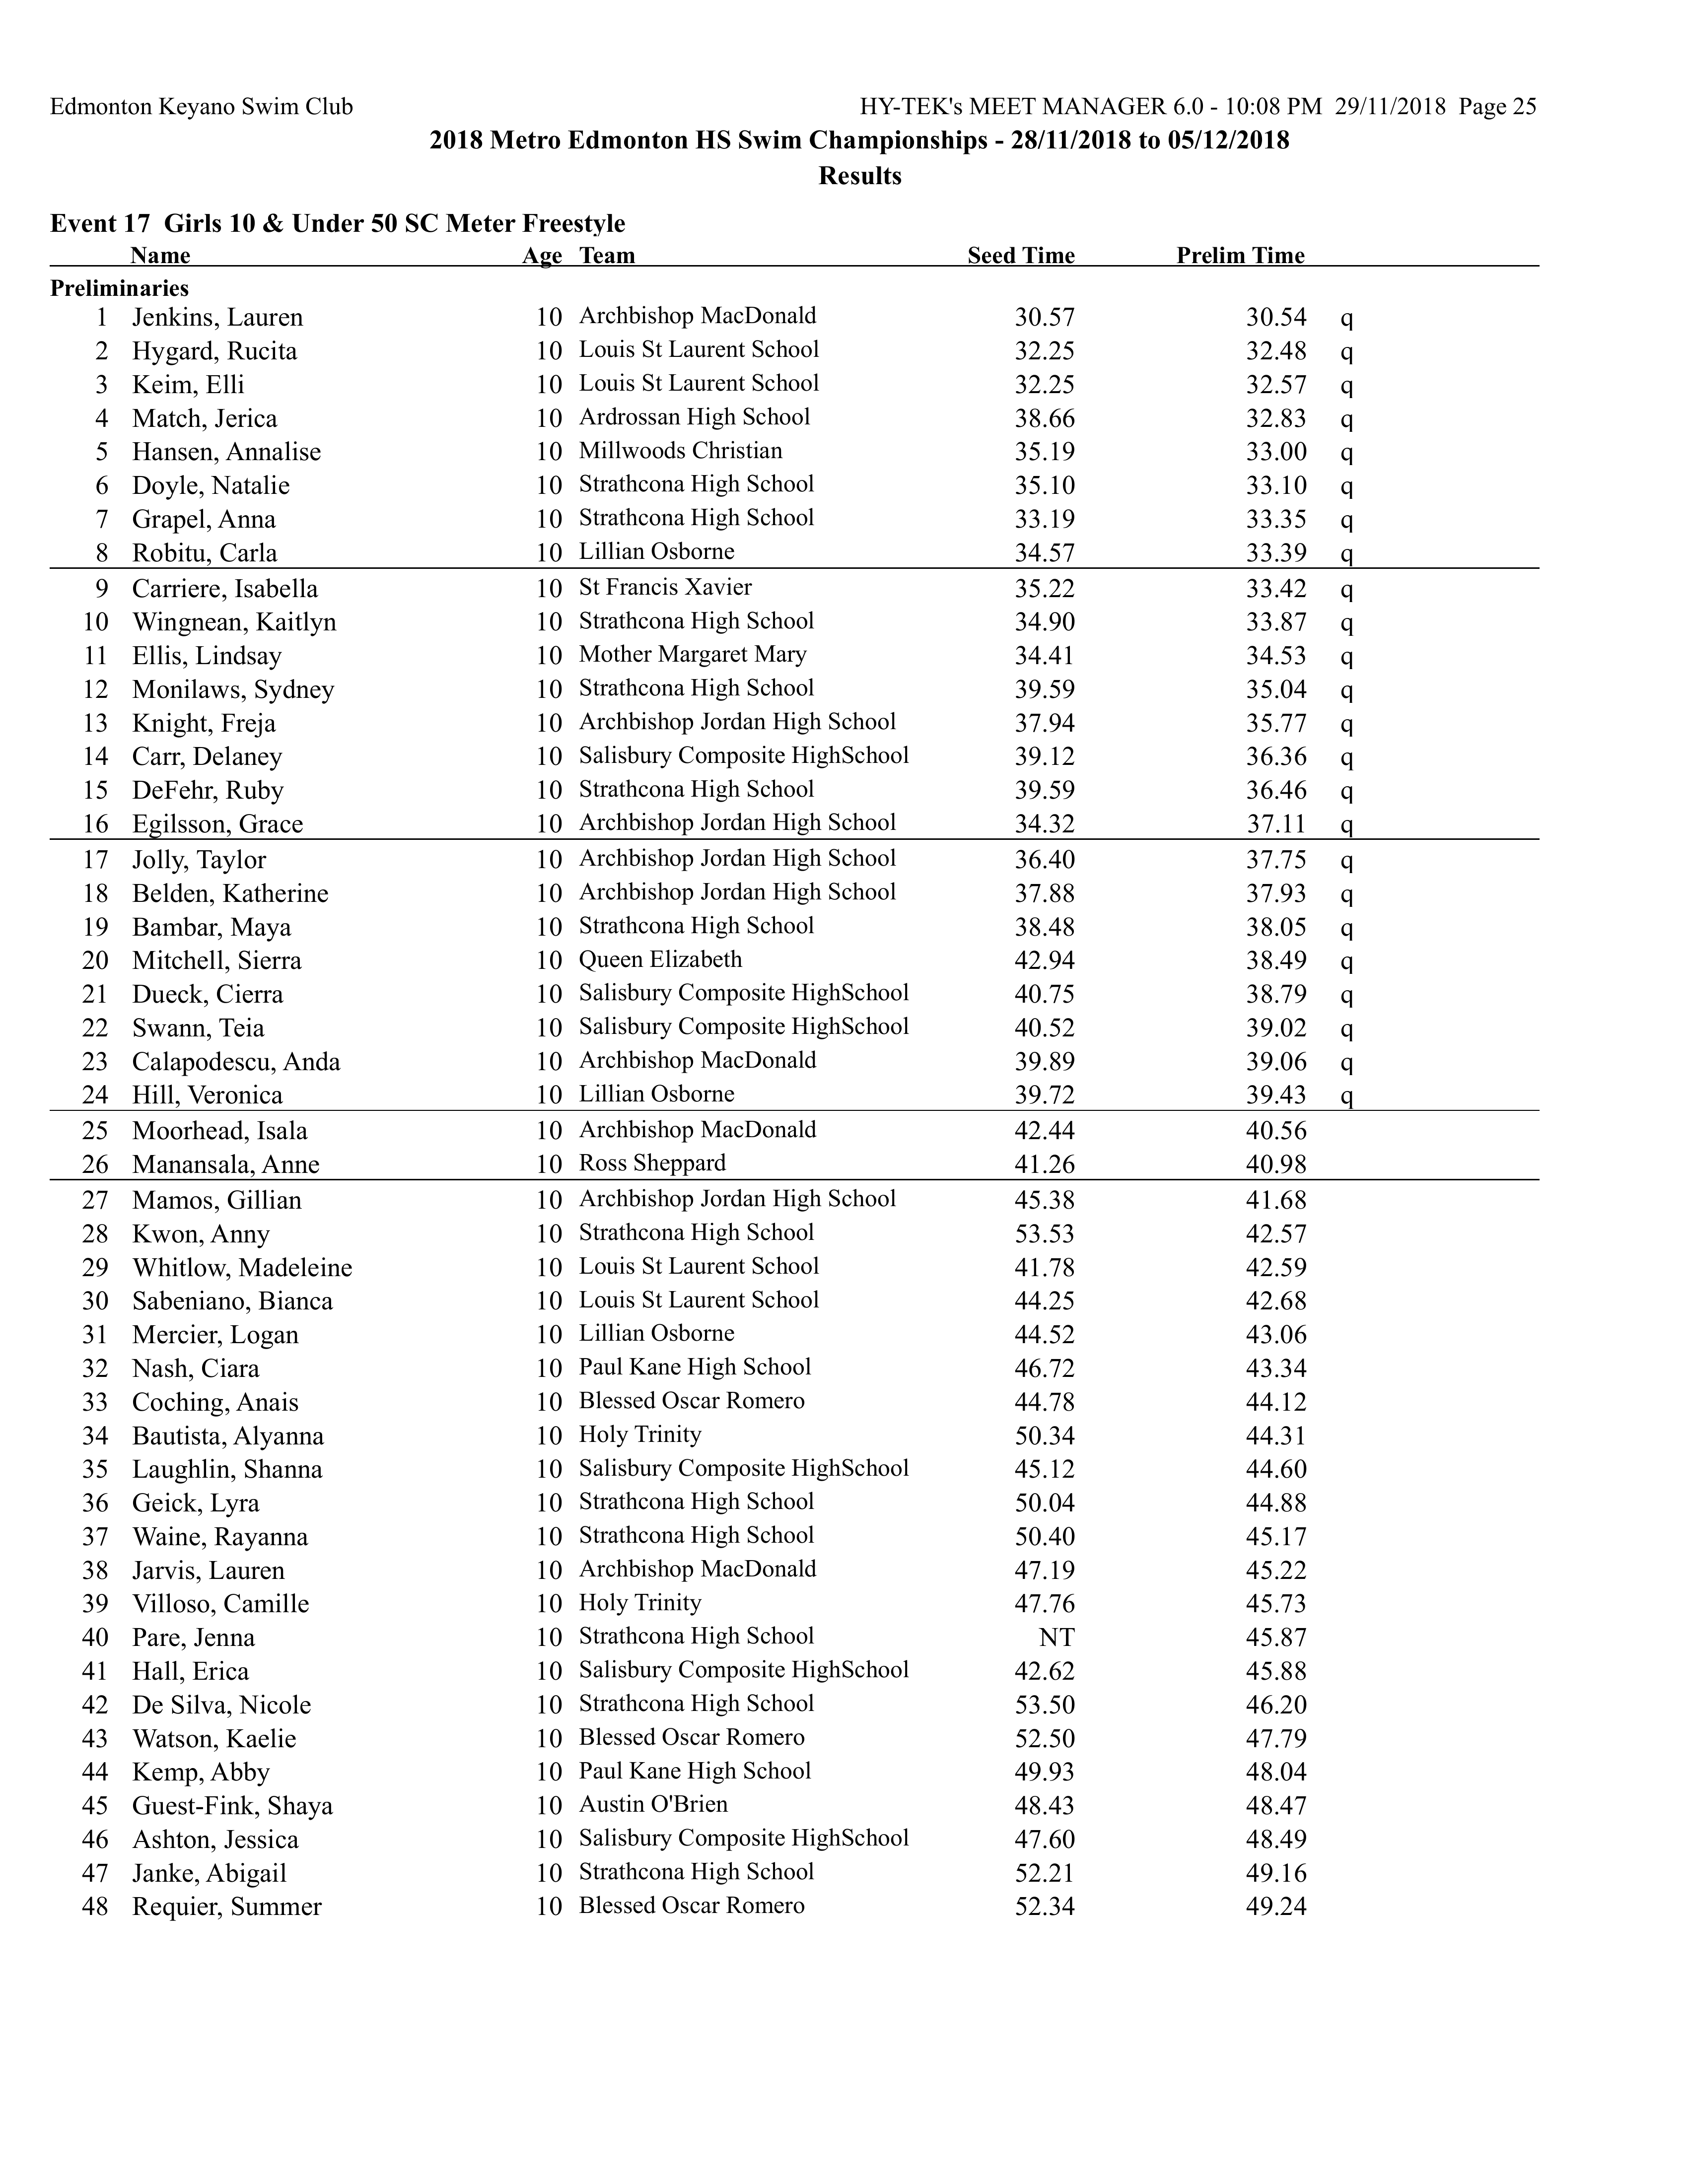 Edmonton Keyano Swim Club HY-TEK's MEET MANAGER 6.0 - 10:08 PM 29/11/2018 Page 25
2018 Metro Edmonton HS Swim Championships - 28/11/2018 to 05/12/2018
Results
Event 17 Girls 10 & Under 50 SC Meter Freestyle
Name Age Team Seed Time Prelim Time
Preliminaries
1 Jenkins, Lauren 10 Archbishop MacDonald 30.57 30.54 q
2 Hygard, Rucita 10 Louis St Laurent School 32.25 32.48 q
3 Keim, Elli 10 Louis St Laurent School 32.25 32.57 q
4 Match, Jerica 10 Ardrossan High School 38.66 32.83 q
5 Hansen, Annalise 10 Millwoods Christian 35.19 33.00 q
6 Doyle, Natalie 10 Strathcona High School 35.10 33.10 q
7 Grapel, Anna 10 Strathcona High School 33.19 33.35 q
8 Robitu, Carla 10 Lillian Osborne 34.57 33.39 q
9 Carriere, Isabella 10 St Francis Xavier 35.22 33.42 q
10 Wingnean, Kaitlyn 10 Strathcona High School 34.90 33.87 q
11 Ellis, Lindsay 10 Mother Margaret Mary 34.41 34.53 q
12 Monilaws, Sydney 10 Strathcona High School 39.59 35.04 q
13 Knight, Freja 10 Archbishop Jordan High School 37.94 35.77 q
14 Carr, Delaney 10 Salisbury Composite HighSchool 39.12 36.36 q
15 DeFehr, Ruby 10 Strathcona High School 39.59 36.46 q
16 Egilsson, Grace 10 Archbishop Jordan High School 34.32 37.11 q
17 Jolly, Taylor 10 Archbishop Jordan High School 36.40 37.75 q
18 Belden, Katherine 10 Archbishop Jordan High School 37.88 37.93 q
19 Bambar, Maya 10 Strathcona High School 38.48 38.05 q
20 Mitchell, Sierra 10 Queen Elizabeth 42.94 38.49 q
21 Dueck, Cierra 10 Salisbury Composite HighSchool 40.75 38.79 q
22 Swann, Teia 10 Salisbury Composite HighSchool 40.52 39.02 q
23 Calapodescu, Anda 10 Archbishop MacDonald 39.89 39.06 q
24 Hill, Veronica 10 Lillian Osborne 39.72 39.43 q
25 Moorhead, Isala 10 Archbishop MacDonald 42.44 40.56
26 Manansala, Anne 10 Ross Sheppard 41.26 40.98
27 Mamos, Gillian 10 Archbishop Jordan High School 45.38 41.68
28 Kwon, Anny 10 Strathcona High School 53.53 42.57
29 Whitlow, Madeleine 10 Louis St Laurent School 41.78 42.59
30 Sabeniano, Bianca 10 Louis St Laurent School 44.25 42.68
31 Mercier, Logan 10 Lillian Osborne 44.52 43.06
32 Nash, Ciara 10 Paul Kane High School 46.72 43.34
33 Coching, Anais 10 Blessed Oscar Romero 44.78 44.12
34 Bautista, Alyanna 10 Holy Trinity 50.34 44.31
35 Laughlin, Shanna 10 Salisbury Composite HighSchool 45.12 44.60
36 Geick, Lyra 10 Strathcona High School 50.04 44.88
37 Waine, Rayanna 10 Strathcona High School 50.40 45.17
38 Jarvis, Lauren 10 Archbishop MacDonald 47.19 45.22
39 Villoso, Camille 10 Holy Trinity 47.76 45.73
40 Pare, Jenna 10 Strathcona High School NT 45.87
41 Hall, Erica 10 Salisbury Composite HighSchool 42.62 45.88
42 De Silva, Nicole 10 Strathcona High School 53.50 46.20
43 Watson, Kaelie 10 Blessed Oscar Romero 52.50 47.79
44 Kemp, Abby 10 Paul Kane High School 49.93 48.04
45 Guest-Fink, Shaya 10 Austin O'Brien 48.43 48.47
46 Ashton, Jessica 10 Salisbury Composite HighSchool 47.60 48.49
47 Janke, Abigail 10 Strathcona High School 52.21 49.16
48 Requier, Summer 10 Blessed Oscar Romero 52.34 49.24